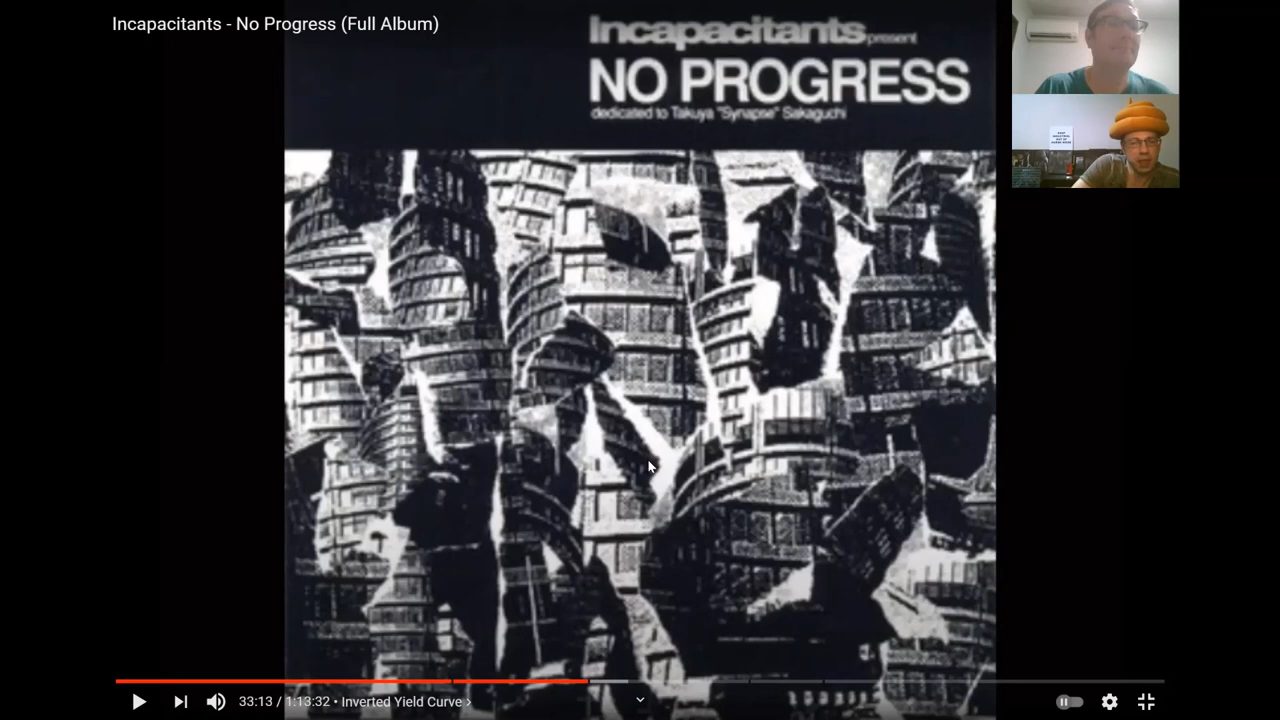 Incapacitants - No Progress (Full Album)
Incapacitants present
NO PROGRESS
dedicated to Takuya "Synapse" Sakaguchi
33:13 / 1:13:32 • Inverted Yield Curve >